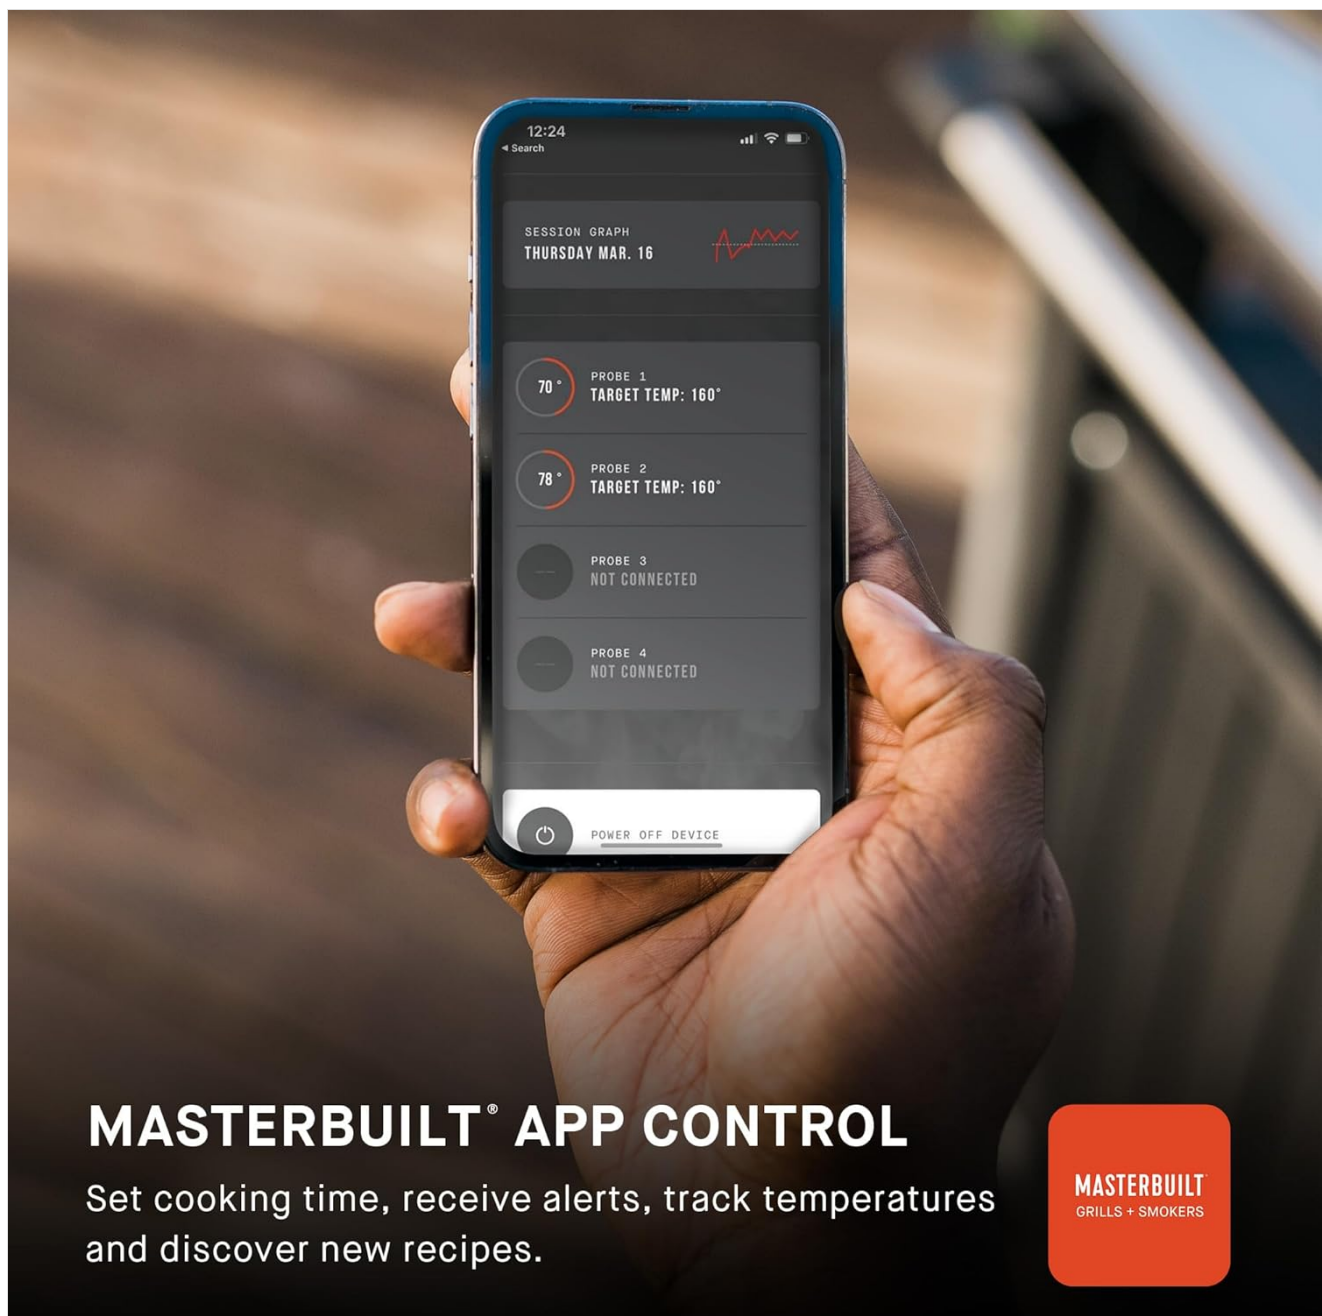 12:24
◀ Search
SESSION GRAPH
THURSDAY MAR. 16
70°
PROBE 1
TARGET TEMP: 160°
78°
PROBE 2
TARGET TEMP: 160°
PROBE 3
NOT CONNECTED
PROBE 4
NOT CONNECTED
POWER OFF DEVICE
MASTERBUILT® APP CONTROL
Set cooking time, receive alerts, track temperatures
and discover new recipes.
MASTERBUILT
GRILLS + SMOKERS